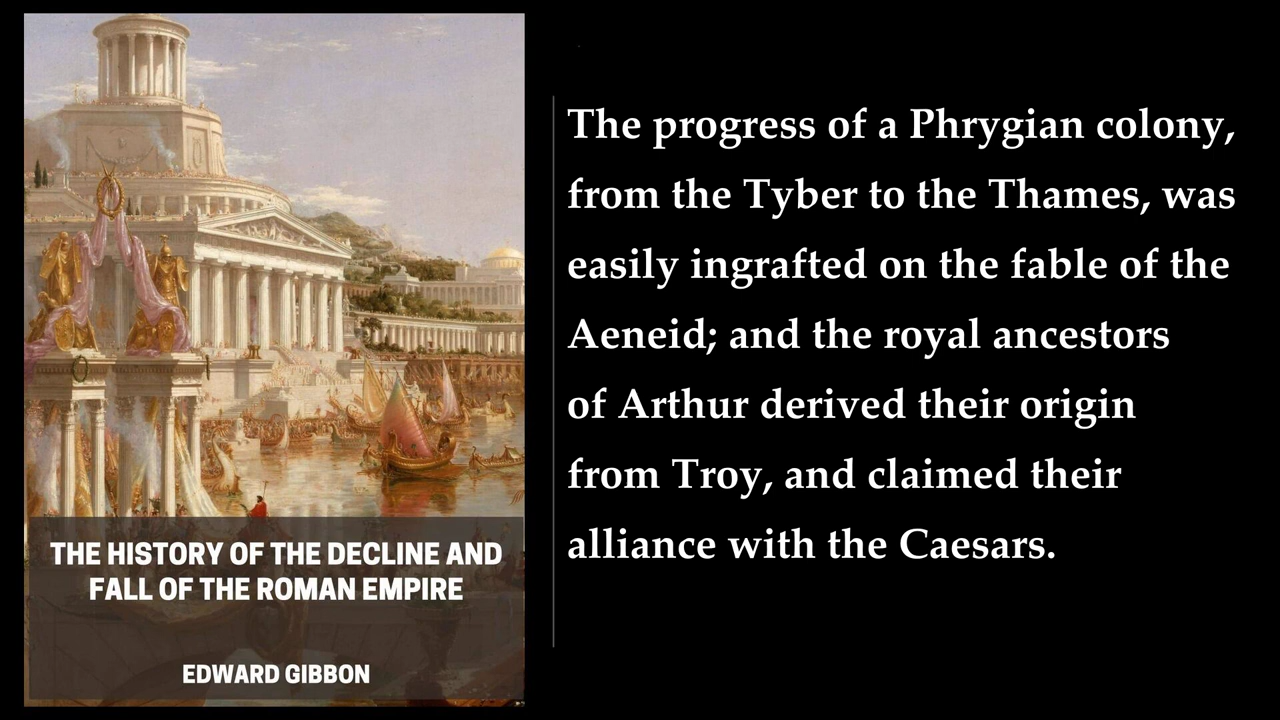 THE HISTORY OF THE DECLINE AND
FALL OF THE ROMAN EMPIRE
EDWARD GIBBON
The progress of a Phrygian colony,
from the Tyber to the Thames, was
easily ingrafted on the fable of the
Aeneid; and the royal ancestors
of Arthur derived their origin
from Troy, and claimed their
alliance with the Caesars.